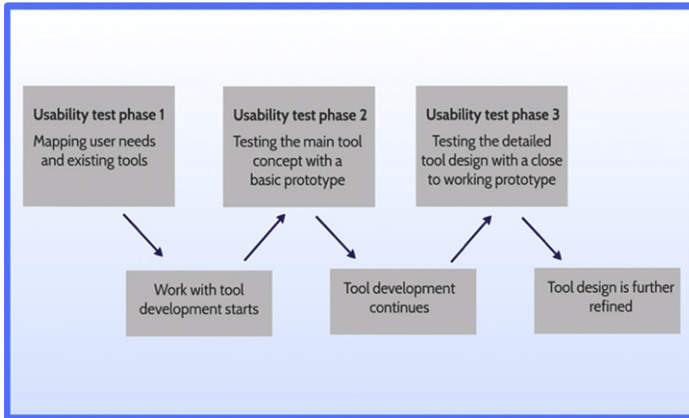 Usability test phase 1
Mapping user needs
and existing tools
Usability test phase 2
Testing the main tool
concept with a
basic prototype
Usability test phase 3
Testing the detailed
tool design with a close
to working prototype
Work with tool
development starts
Tool development
continues
Tool design is further
refined